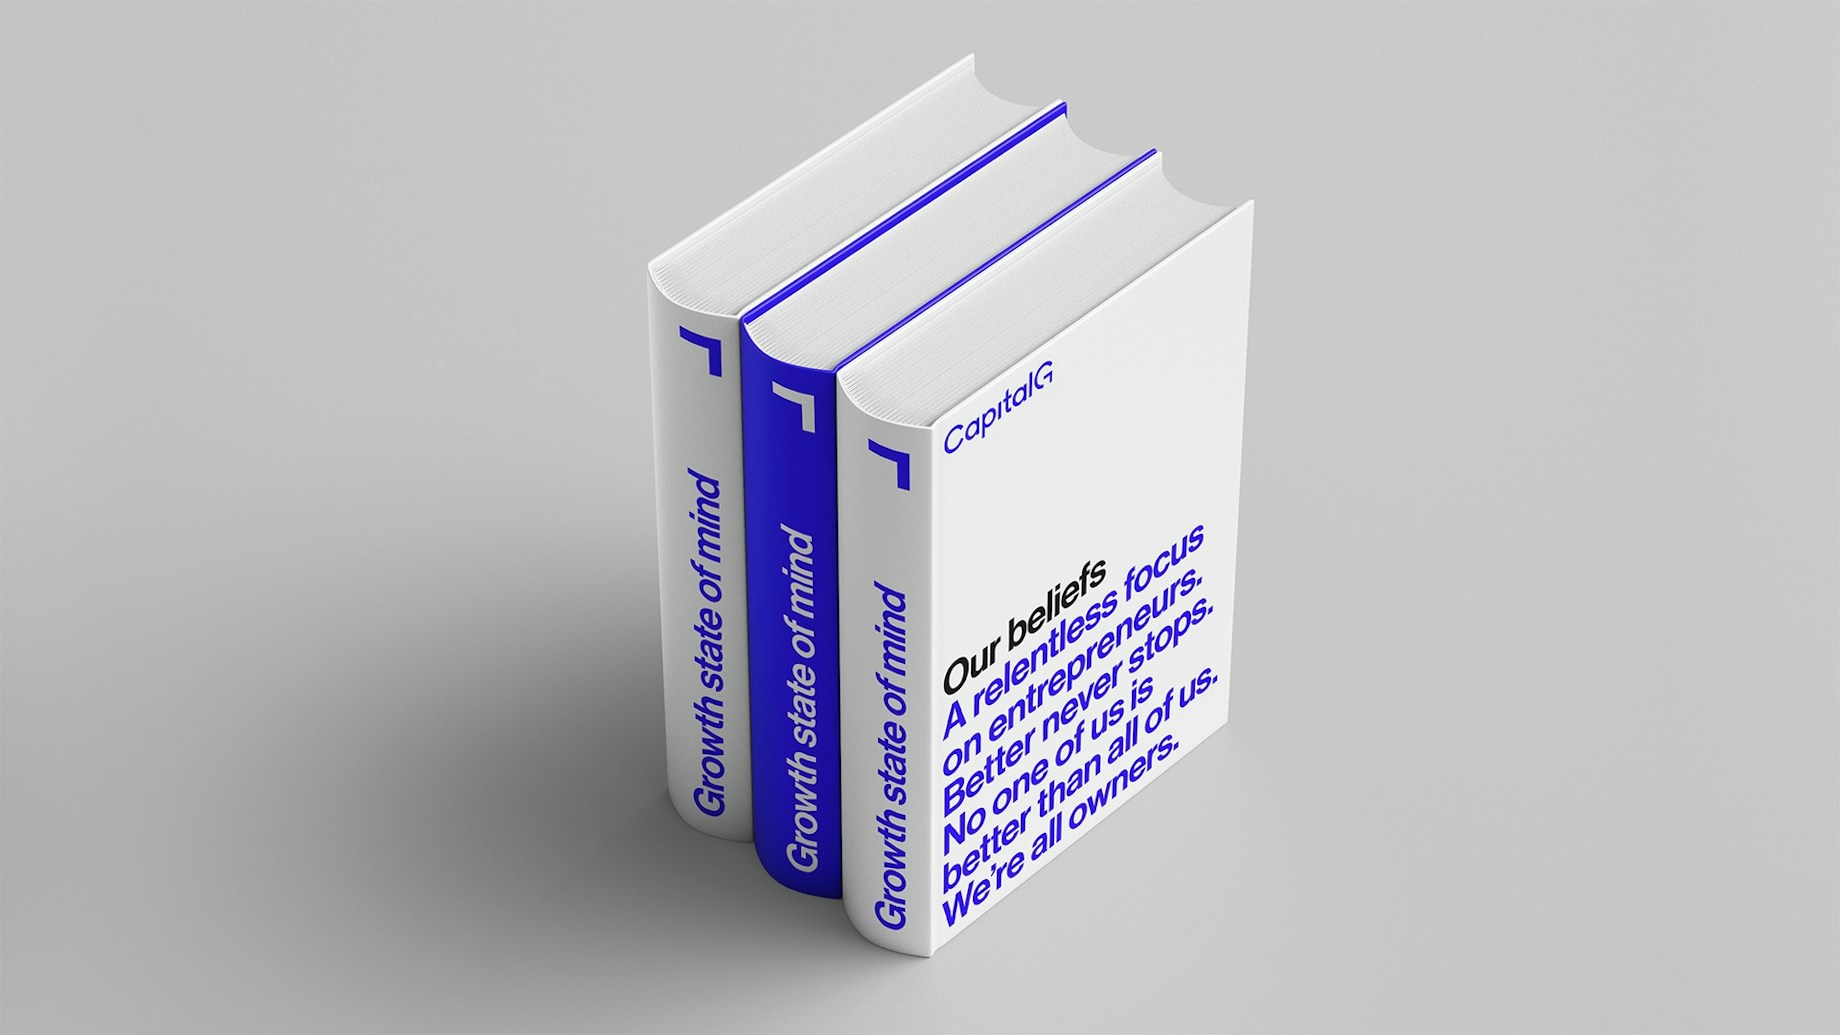 Growth state of mind
Growth state of mind
Growth state of mind
CapitalG
Our beliefs
A relentless focus
on entrepreneurs.
Better never stops.
No one of us is
better than all of us.
We're all owners.